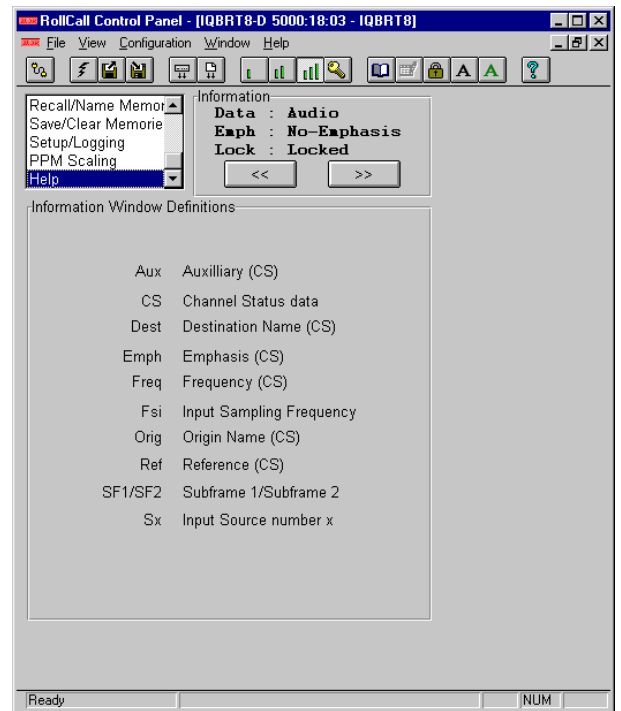 RollCall Control Panel - [IQBRT8-D 5000:18:03 - IQBRT8]
File View Configuration Window Help
A A ?
Recall/Name Memor
Save/Clear Memorie
Setup/Logging
PPM Scaling
Help
Information
Data : Audio
Emph : No-Emphasis
Lock : Locked
<< >>
Information Window Definitions
Aux Auxilliary (CS)
CS Channel Status data
Dest Destination Name (CS)
Emph Emphasis (CS)
Freq Frequency (CS)
Fsi Input Sampling Frequency
Orig Origin Name (CS)
Ref Reference (CS)
SF1/SF2 Subframe 1/Subframe 2
Sx Input Source number x
Ready NUM